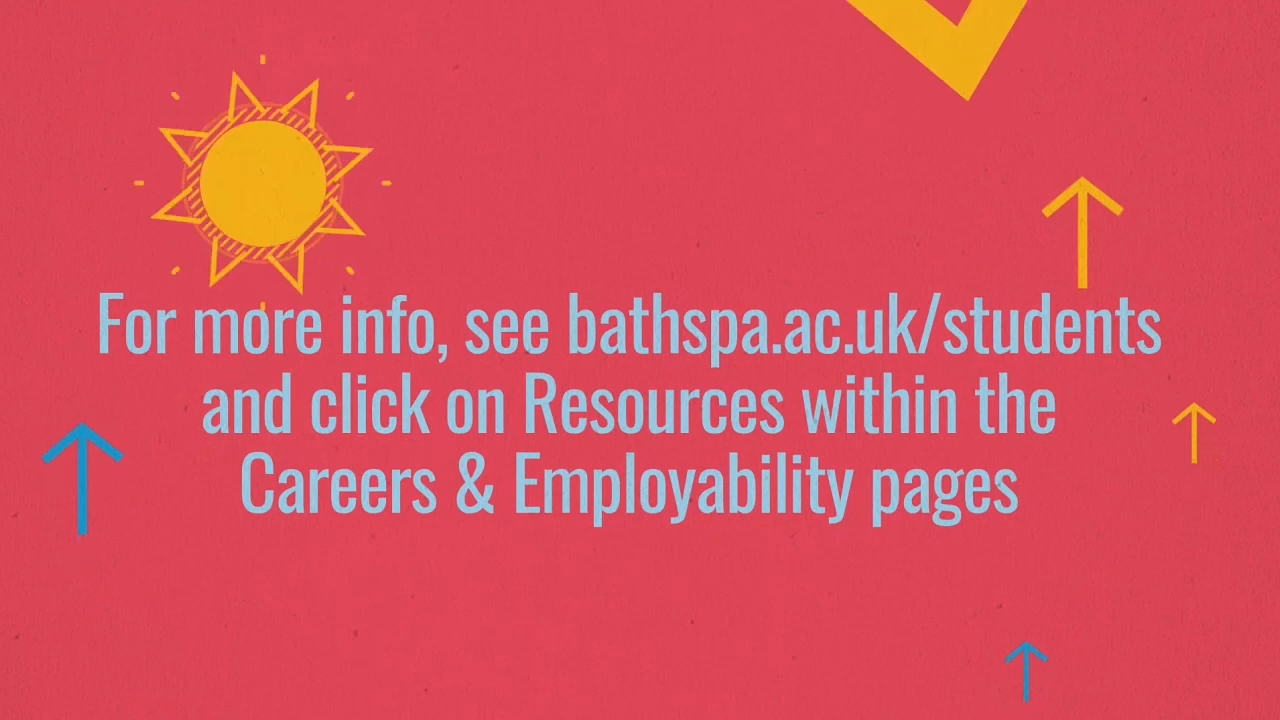 For more info, see bathspa.ac.uk/students
and click on Resources within the
Careers & Employability pages